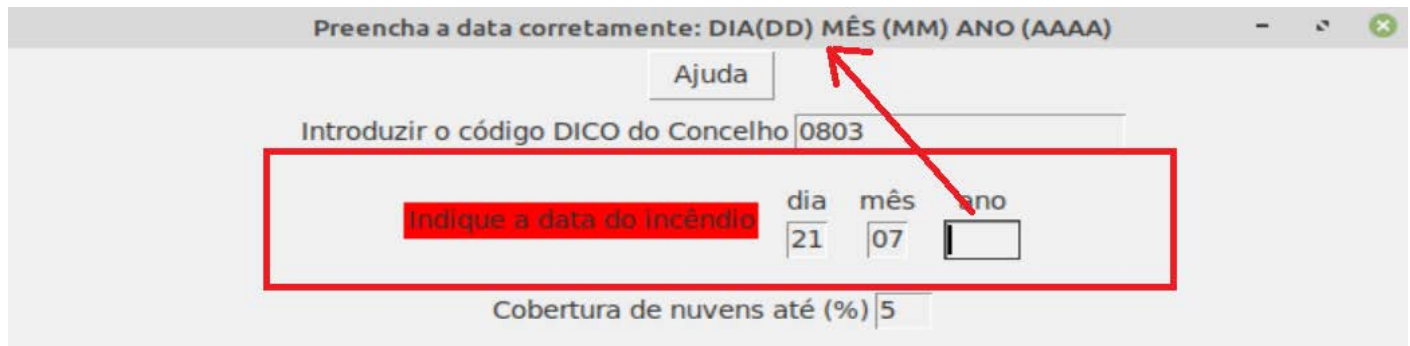 Preencha a data corretamente: DIA(DD) MÊS (MM) ANO (AAAA)
Ajuda
Introduzir o código DICO do Concelho 0803
dia mês ano
Indique a data do incêndio 21 07
Cobertura de nuvens até (%) 5